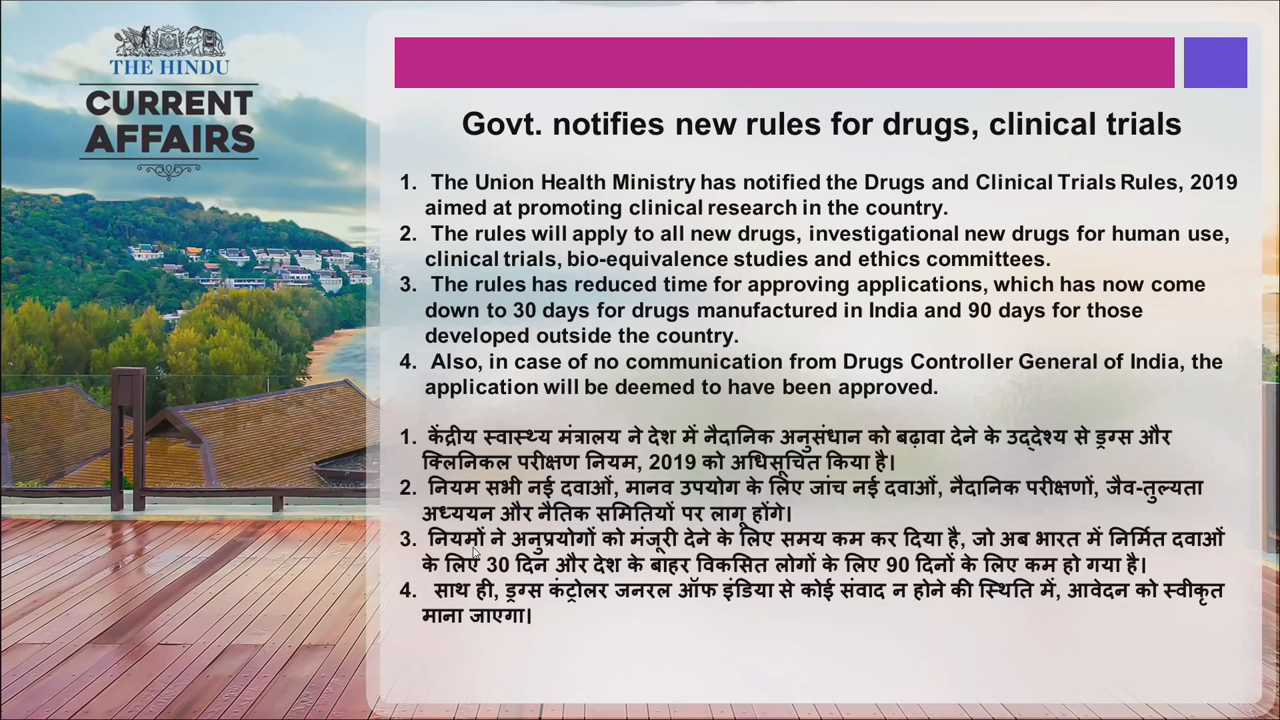 THE HINDU
CURRENT
AFFAIRS
Govt. notifies new rules for drugs, clinical trials
1. The Union Health Ministry has notified the Drugs and Clinical Trials Rules, 2019
aimed at promoting clinical research in the country.
2. The rules will apply to all new drugs, investigational new drugs for human use,
clinical trials, bio-equivalence studies and ethics committees.
3. The rules has reduced time for approving applications, which has now come
down to 30 days for drugs manufactured in India and 90 days for those
developed outside the country.
4. Also, in case of no communication from Drugs Controller General of India, the
application will be deemed to have been approved.
1. केंद्रीय स्वास्थ्य मंत्रालय ने देश में नैदानिक अनुसंधान को बढ़ावा देने के उद्देश्य से ड्रग्स और
क्लिनिकल परीक्षण नियम, 2019 को अधिसूचित किया है।
2. नियम सभी नई दवाओं, मानव उपयोग के लिए जांच नई दवाओं, नैदानिक परीक्षणों, जैव-तुल्यता
अध्ययन और नैतिक समितियों पर लागू होंगे।
3. नियमों ने अनुप्रयोगों को मंजूरी देने के लिए समय कम कर दिया है, जो अब भारत में निर्मित दवाओं
के लिए 30 दिन और देश के बाहर विकसित लोगों के लिए 90 दिनों के लिए कम हो गया है।
4. साथ ही, ड्रग्स कंट्रोलर जनरल ऑफ इंडिया से कोई संवाद न होने की स्थिति में, आवेदन को स्वीकृत
माना जाएगा।